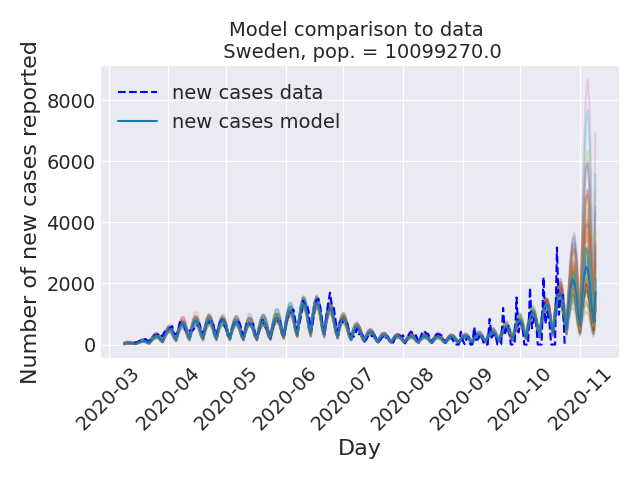 Model comparison to data
Sweden, pop. = 10099270.0
new cases data
new cases model
Number of new cases reported
8000
6000
4000
2000
0
2020-03
2020-04
2020-05
2020-06
2020-07
2020-08
2020-09
2020-10
2020-11
Day